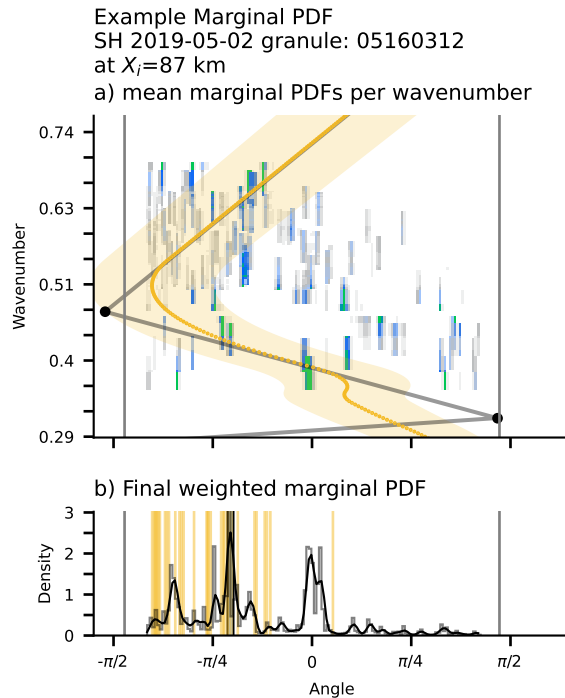 Example Marginal PDF
SH 2019-05-02 granule: 05160312
at X_i=87 km
a) mean marginal PDFs per wavenumber
0.74
0.63
0.51
0.4
0.29
Wavenumber
b) Final weighted marginal PDF
3
2
1
0
Density
-π/2
-π/4
0
π/4
π/2
Angle